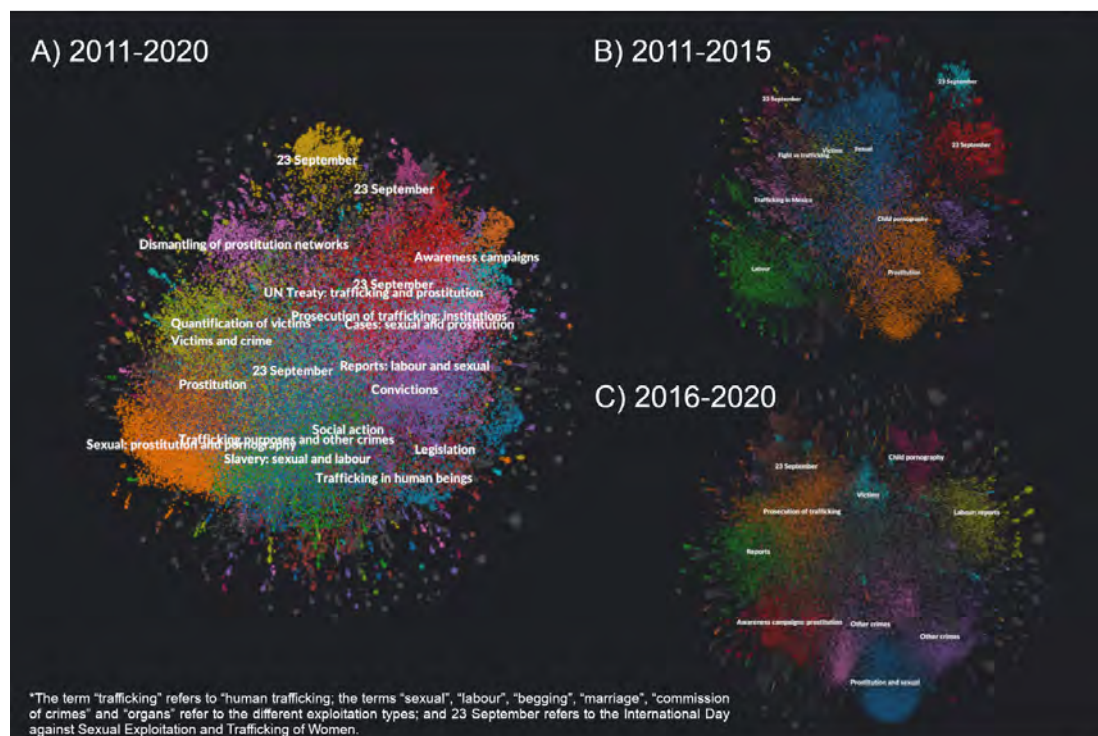 A) 2011-2020
23 September
23 September
Dismantling of prostitution networks
Awareness campaigns
23 September
UN Treaty: trafficking and prostitution
Prosecution of trafficking: institutions
Quantification of victims
Cases: sexual and prostitution
Victims and crime
Reports: labour and sexual
23 September
Prostitution
Convictions
Social action
Sexual: prostitution and pornography
Trafficking purposes and other crimes
Legislation
Slavery: sexual and labour
Trafficking in human beings
B) 2011-2015
23 September
23 September
23 September
Fight vs trafficking
Victims
Sexual
Trafficking in Mexico
Child pornography
Labour
Prostitution
C) 2016-2020
Child pornography
23 September
Victims
Prosecution of trafficking
Labour: reports
Reports
Awareness campaigns: prostitution
Other crimes
Other crimes
Prostitution and sexual
*The term "trafficking" refers to "human trafficking; the terms "sexual", "labour", "begging", "marriage", "commission
of crimes" and "organs" refer to the different exploitation types; and 23 September refers to the International Day
against Sexual Exploitation and Trafficking of Women.